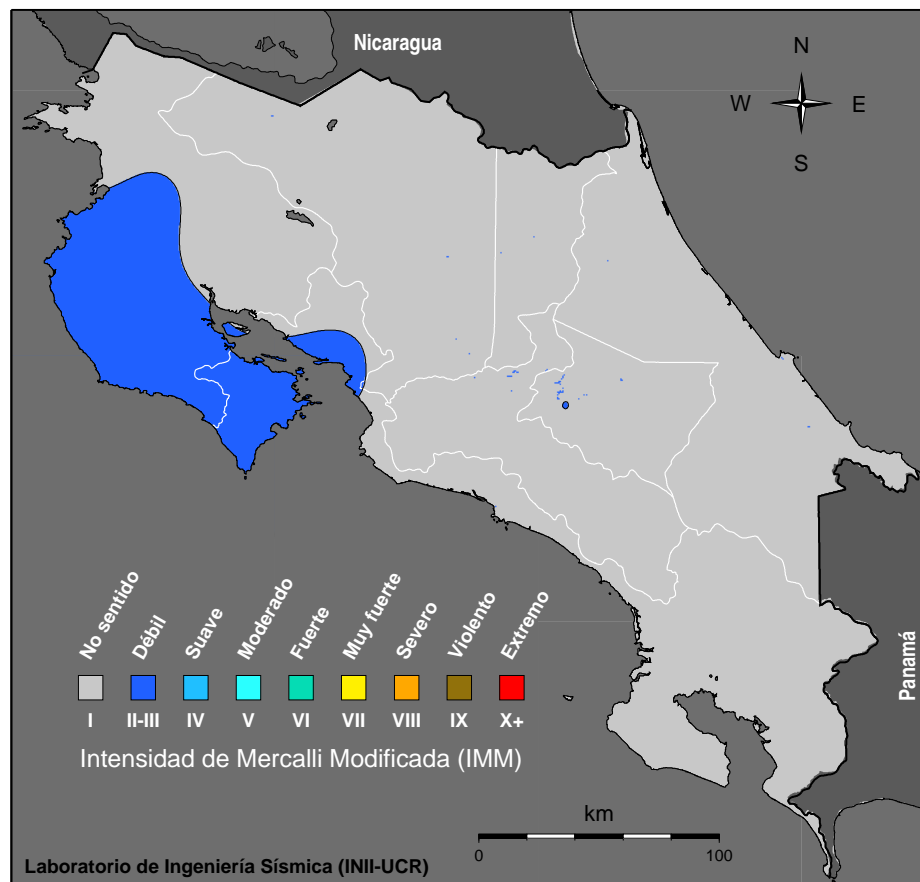 Nicaragua
N
W E
S
No sentido
Débil
Suave
Moderado
Fuerte
Muy fuerte
Severo
Violento
Extremo
I II-III IV V VI VII VIII IX X+
Intensidad de Mercalli Modificada (IMM)
Panamá
km
0 100
Laboratorio de Ingeniería Sísmica (INII-UCR)